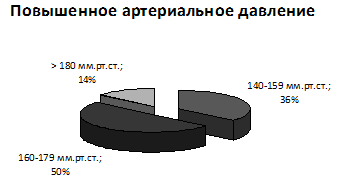 Повышенное артериальное давление
> 180 мм.рт.ст.;
14%
140-159 мм.рт.ст.;
36%
160-179 мм.рт.ст.;
50%